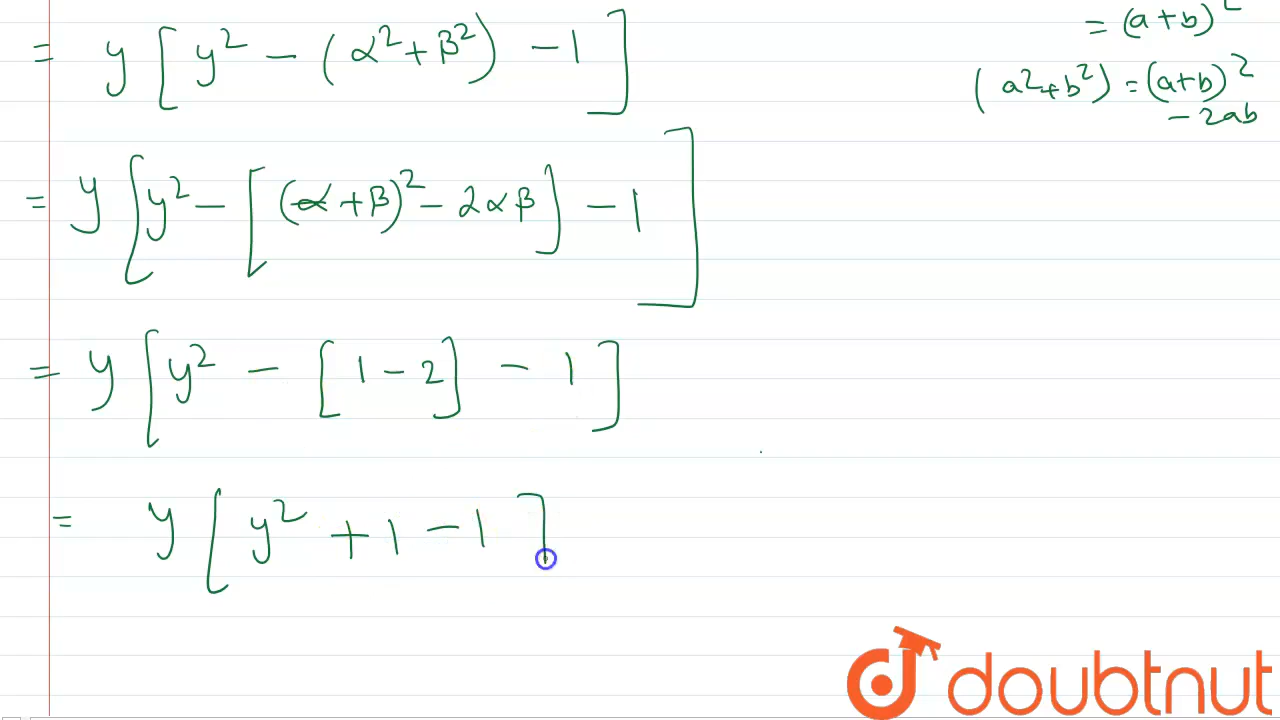 = y [ y² - (α² + β²) - 1 ]
= (a+b)²
(a²+b²) = (a+b)²
- 2ab
= y [ y² - [ (α + β)² - 2αβ ] - 1 ]
= y [ y² - [ 1 - 2 ] - 1 ]
= y [ y² + 1 - 1 ]
doubtnut